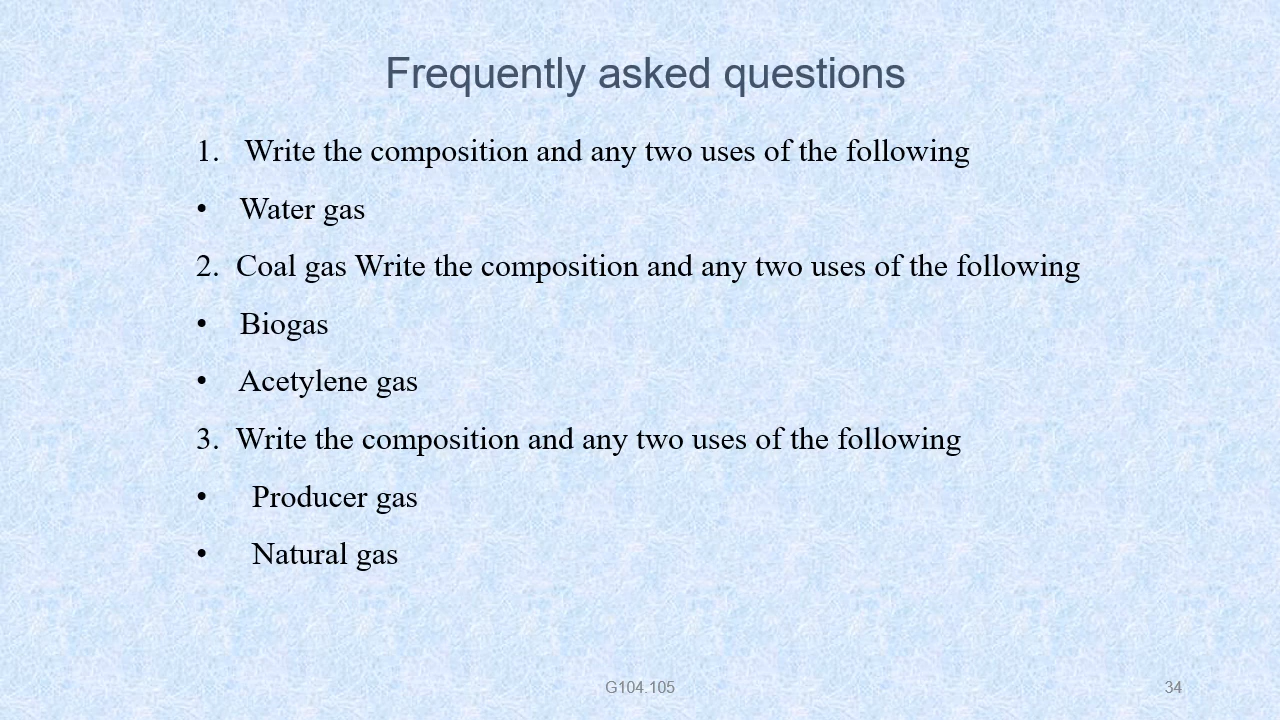 Frequently asked questions
1. Write the composition and any two uses of the following
• Water gas
2. Coal gas Write the composition and any two uses of the following
• Biogas
• Acetylene gas
3. Write the composition and any two uses of the following
• Producer gas
• Natural gas
G104.105
34